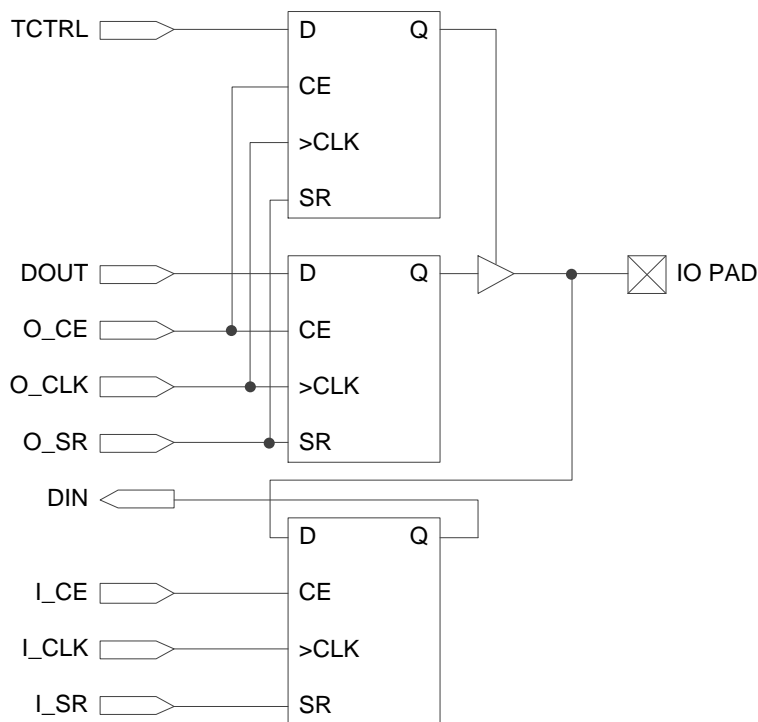 TCTRL
D Q
CE
>CLK
SR
DOUT
D Q
IO PAD
O_CE
CE
O_CLK
>CLK
O_SR
SR
DIN
D Q
I_CE
CE
I_CLK
>CLK
I_SR
SR